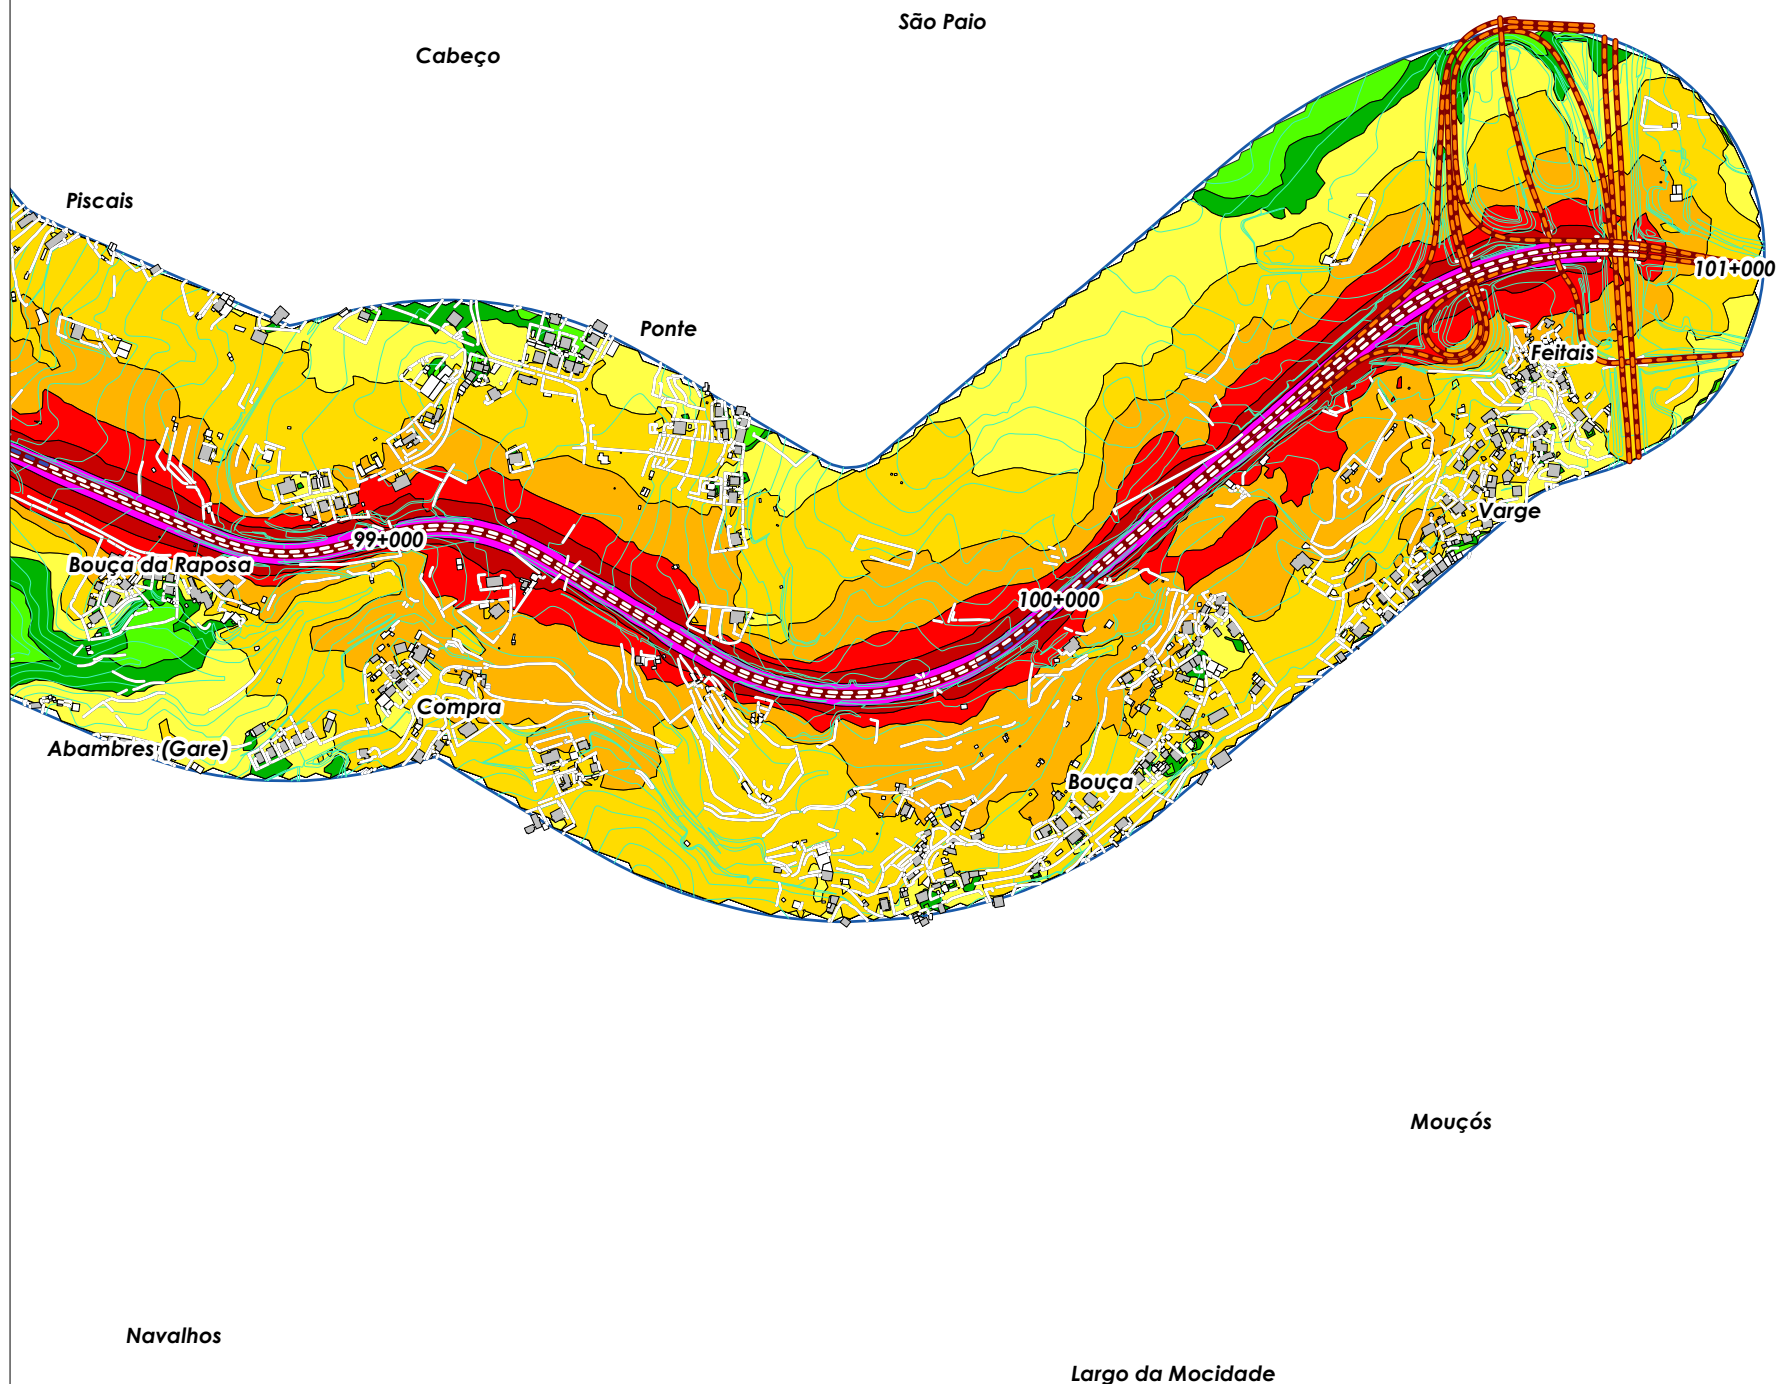 São Paio
Cabeço
Piscais
101+000
Ponte
Feitais
Varge
99+000
Bouça da Raposa
100+000
Compra
Abambres (Gare)
Bouça
Mouçós
Navalhos
Largo da Mocidade